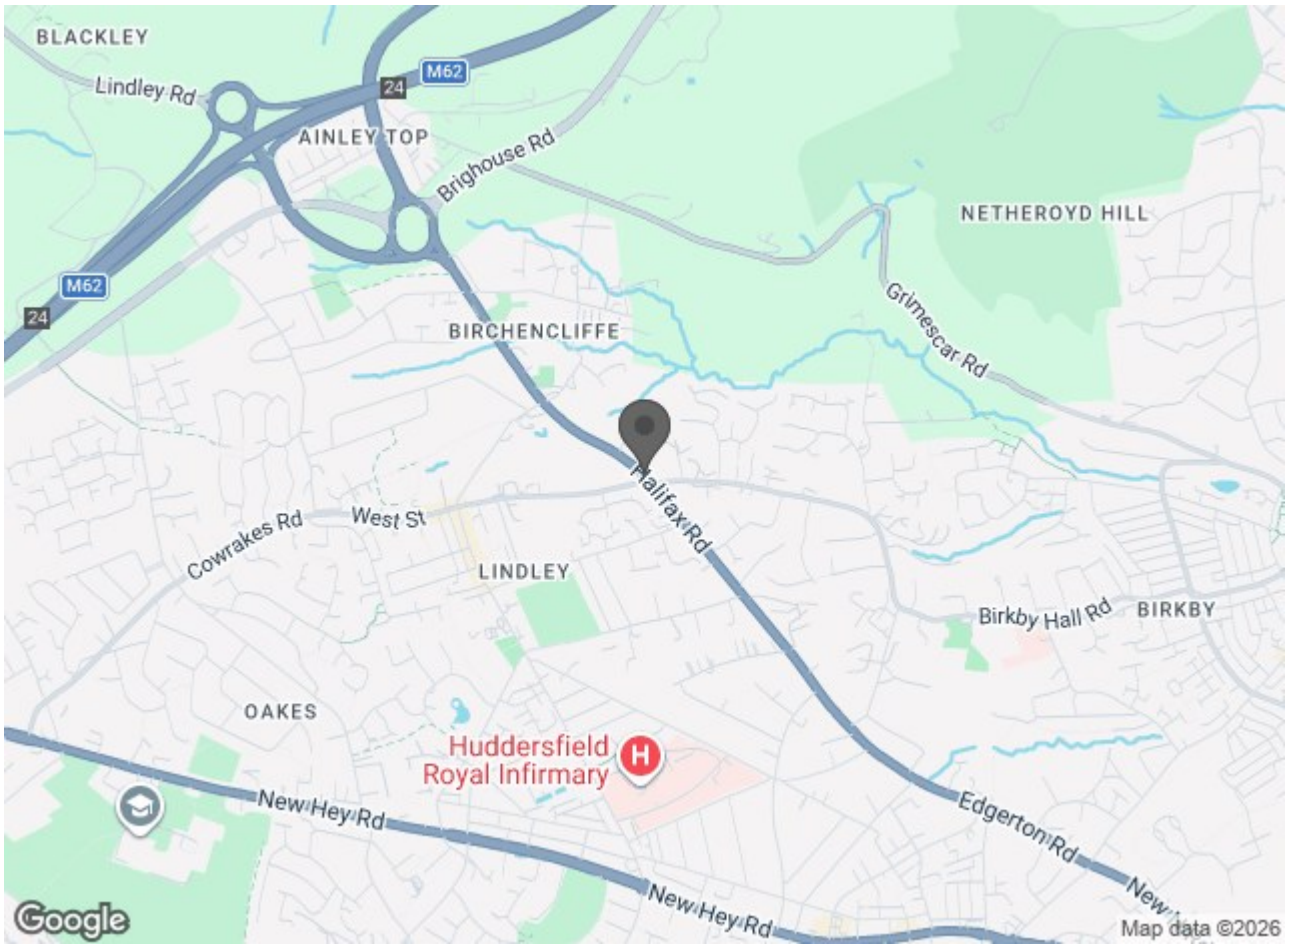 BLACKLEY
Lindley Rd
M62
24
AINLEY TOP
Brighouse Rd
NETHEROYD HILL
M62
24
BIRCHENCLIFFE
Grimescar Rd
Halifax Rd
West St
Cowrakes Rd
LINDLEY
Birkby Hall Rd
BIRKBY
OAKES
Huddersfield
Royal Infirmary
H
New Hey Rd
Edgerton Rd
New Hey Rd
New
Google
Map data ©2026